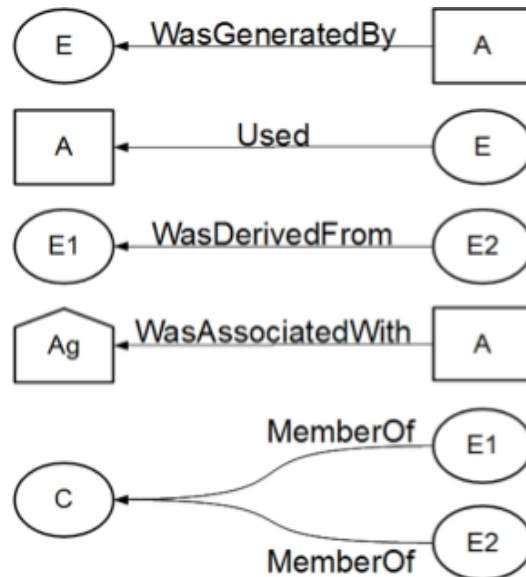 E WasGeneratedBy A
A Used E
E1 WasDerivedFrom E2
Ag WasAssociatedWith A
MemberOf E1
C
MemberOf E2